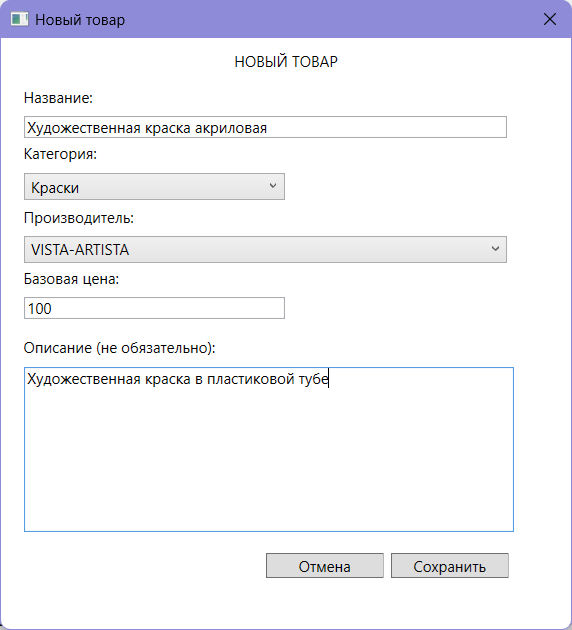 Новый товар
НОВЫЙ ТОВАР
Название:
Художественная краска акриловая
Категория:
Краски
Производитель:
VISTA-ARTISTA
Базовая цена:
100
Описание (не обязательно):
Художественная краска в пластиковой тубе
Отмена Сохранить